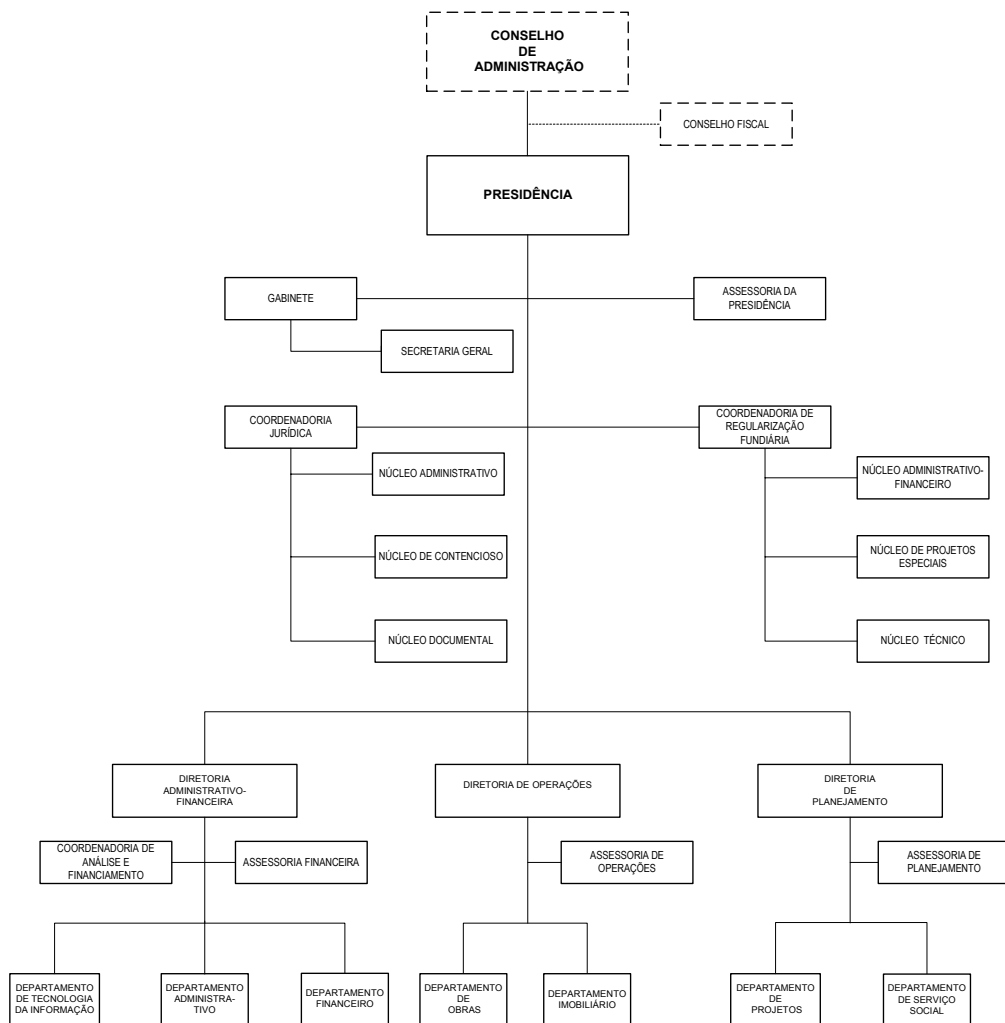 CONSELHO
DE
ADMINISTRAÇÃO
CONSELHO FISCAL
PRESIDÊNCIA
GABINETE
ASSESSORIA DA
PRESIDÊNCIA
SECRETARIA GERAL
COORDENADORIA
JURÍDICA
COORDENADORIA DE
REGULARIZAÇÃO
FUNDIÁRIA
NÚCLEO ADMINISTRATIVO
NÚCLEO DE CONTENCIOSO
NÚCLEO DOCUMENTAL
NÚCLEO ADMINISTRATIVO-
FINANCEIRO
NÚCLEO DE PROJETOS
ESPECIAIS
NÚCLEO TÉCNICO
DIRETORIA
ADMINISTRATIVO-
FINANCEIRA
DIRETORIA DE OPERAÇÕES
DIRETORIA
DE
PLANEJAMENTO
COORDENADORIA DE
ANÁLISE E
FINANCIAMENTO
ASSESSORIA FINANCEIRA
ASSESSORIA DE
OPERAÇÕES
ASSESSORIA DE
PLANEJAMENTO
DEPARTAMENTO
DE TECNOLOGIA
DA INFORMAÇÃO
DEPARTAMENTO
ADMINISTRA-
TIVO
DEPARTAMENTO
FINANCEIRO
DEPARTAMENTO
DE
OBRAS
DEPARTAMENTO
IMOBILIÁRIO
DEPARTAMENTO
DE
PROJETOS
DEPARTAMENTO
DE SERVIÇO
SOCIAL